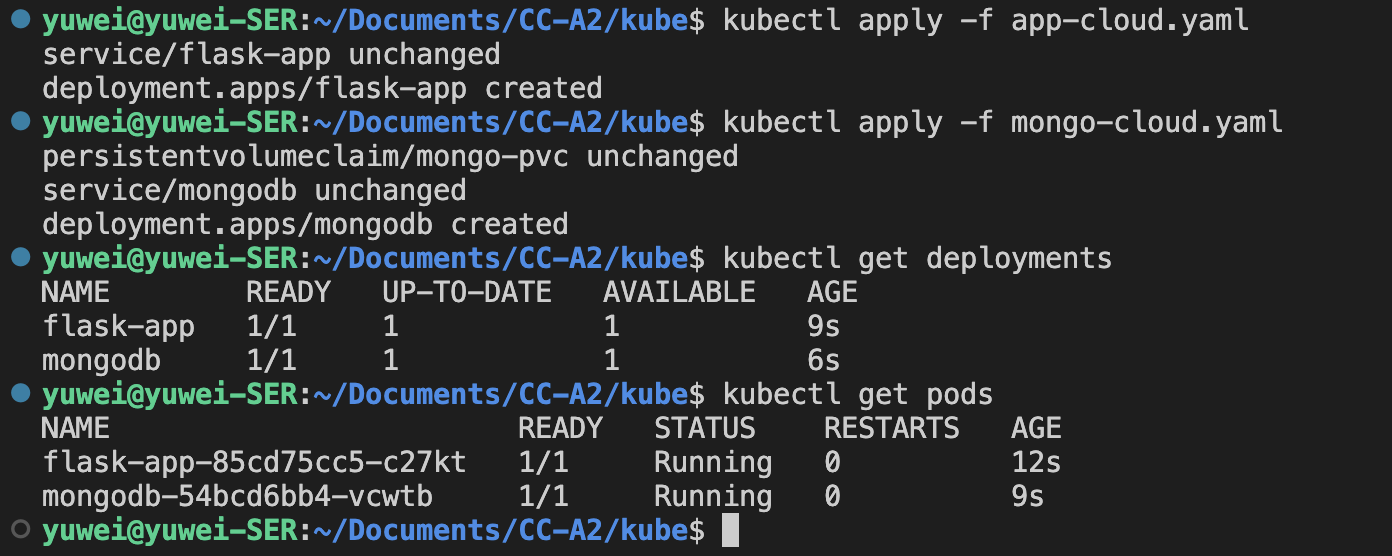 yuwei@yuwei-SER:~/Documents/CC-A2/kube$ kubectl apply -f app-cloud.yaml
service/flask-app unchanged
deployment.apps/flask-app created
yuwei@yuwei-SER:~/Documents/CC-A2/kube$ kubectl apply -f mongo-cloud.yaml
persistentvolumeclaim/mongo-pvc unchanged
service/mongodb unchanged
deployment.apps/mongodb created
yuwei@yuwei-SER:~/Documents/CC-A2/kube$ kubectl get deployments
NAME        READY   UP-TO-DATE   AVAILABLE   AGE
flask-app   1/1     1            1           9s
mongodb     1/1     1            1           6s
yuwei@yuwei-SER:~/Documents/CC-A2/kube$ kubectl get pods
NAME                        READY   STATUS    RESTARTS   AGE
flask-app-85cd75cc5-c27kt   1/1     Running   0          12s
mongodb-54bcd6bb4-vcwtb     1/1     Running   0          9s
yuwei@yuwei-SER:~/Documents/CC-A2/kube$